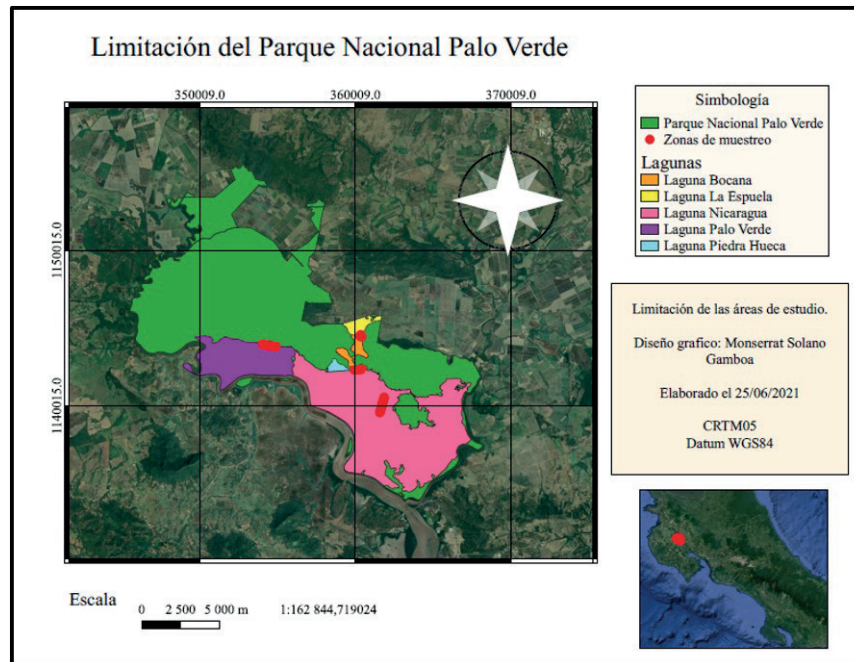 Limitación del Parque Nacional Palo Verde
350009.0 360009.0 370009.0
1150015.0
1140015.0
Simbología
Parque Nacional Palo Verde
Zonas de muestreo
Lagunas
Laguna Bocana
Laguna La Espuela
Laguna Nicaragua
Laguna Palo Verde
Laguna Piedra Hueca
Limitación de las áreas de estudio.
Diseño grafico: Monserrat Solano
Gamboa
Elaborado el 25/06/2021
CRTM05
Datum WGS84
Escala
0 2 500 5 000 m 1:162 844,719024